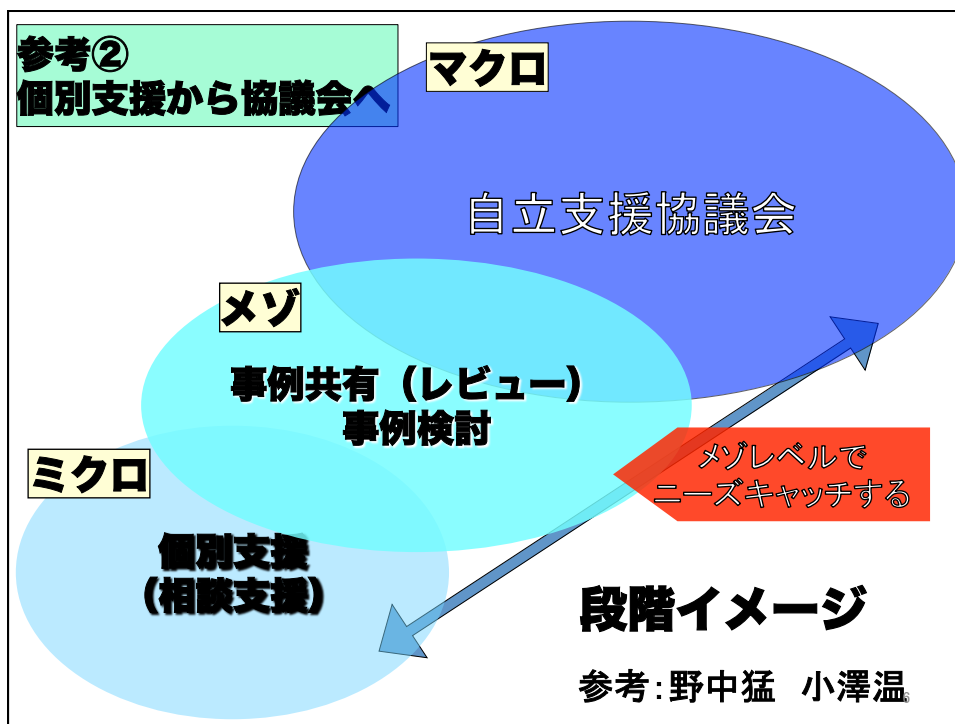 参考②
個別支援から協議会へ
マクロ
自立支援協議会
メゾ
事例共有（レビュー）
事例検討
ミクロ
個別支援
（相談支援）
メゾレベルで
ニーズキャッチする
段階イメージ
参考：野中猛　小澤温
6